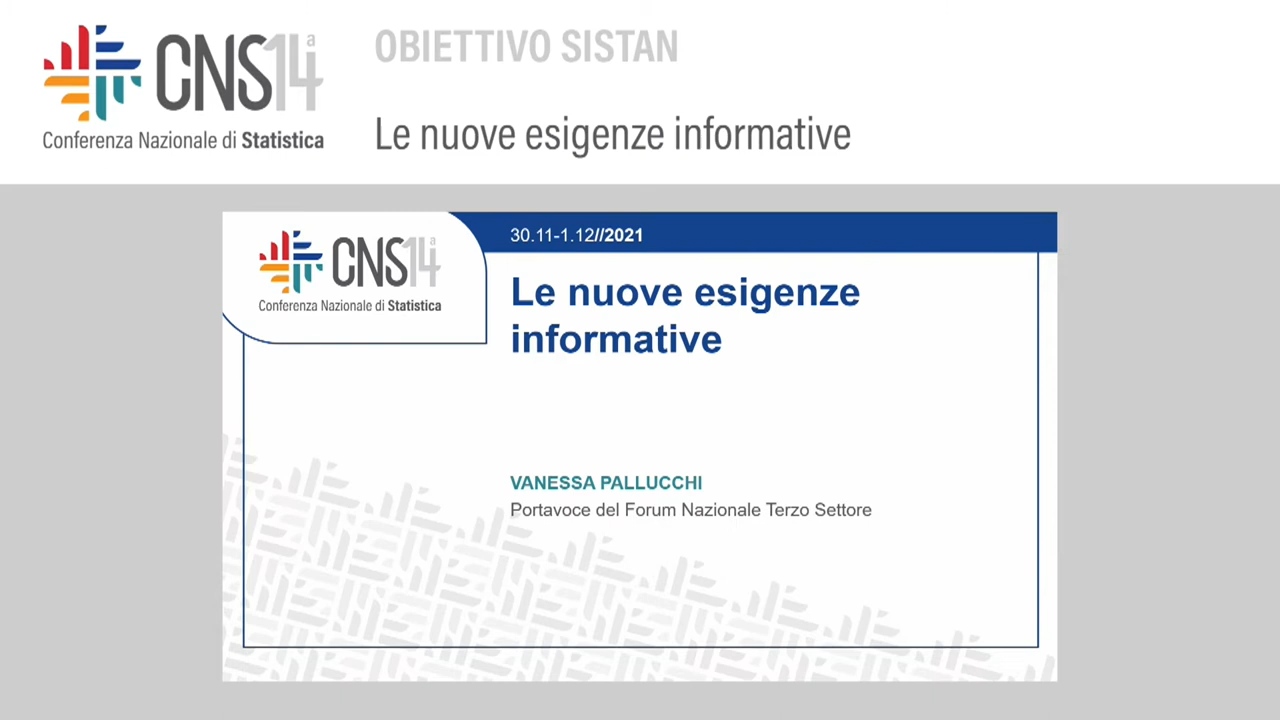 CNS14a
Conferenza Nazionale di Statistica
OBIETTIVO SISTAN
Le nuove esigenze informative
CNS14a
Conferenza Nazionale di Statistica
30.11-1.12//2021
Le nuove esigenze
informative
VANESSA PALLUCCHI
Portavoce del Forum Nazionale Terzo Settore